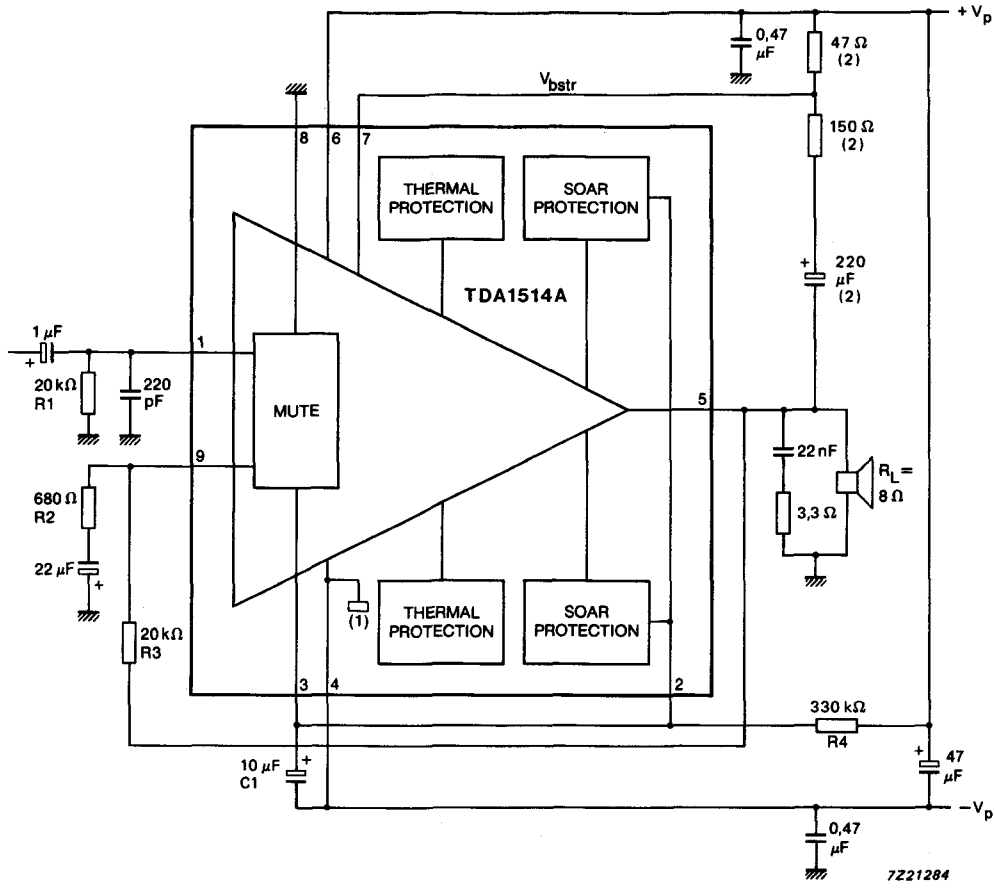 + Vp
0,47
μF
47 Ω
(2)
Vbstr
150 Ω
(2)
8
6
7
THERMAL
PROTECTION
SOAR
PROTECTION
+
220
μF
(2)
TDA1514A
1 μF
+
1
20 kΩ
R1
220
pF
MUTE
5
22 nF
RL =
8 Ω
9
680 Ω
R2
3,3 Ω
22 μF
+
(1)
THERMAL
PROTECTION
SOAR
PROTECTION
20 kΩ
R3
3
4
2
330 kΩ
R4
10 μF
C1
+
+
47
μF
−Vp
0,47
μF
7Z21284